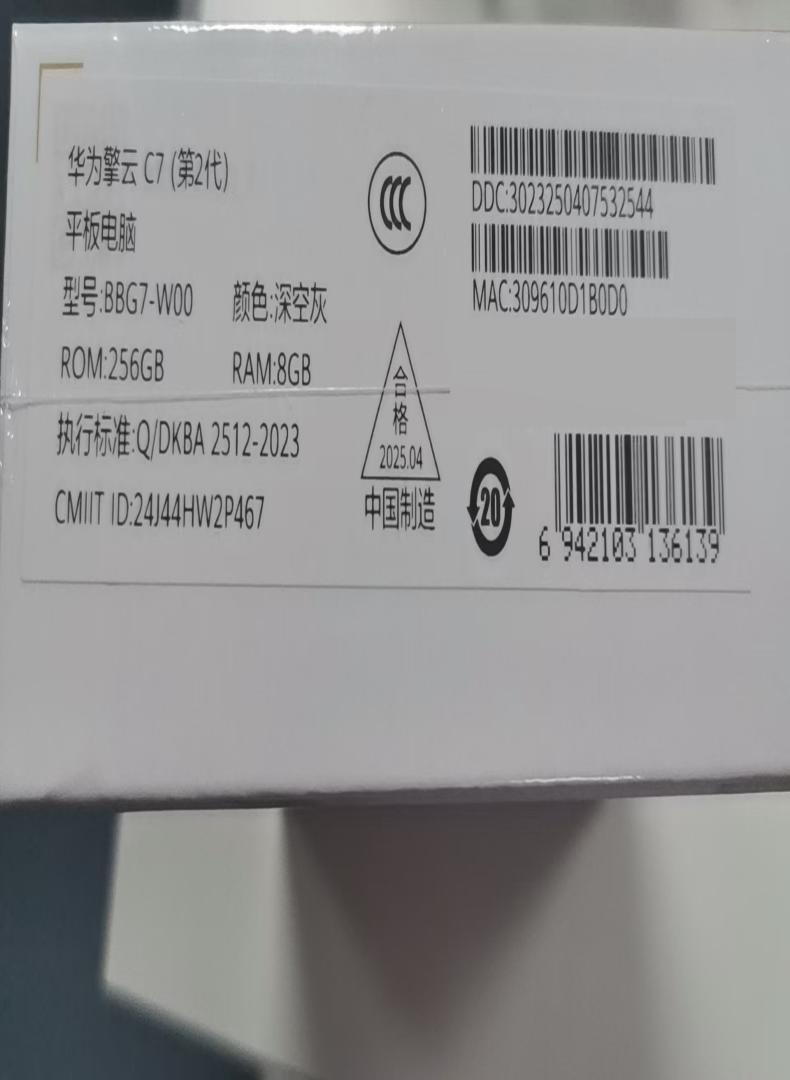 华为擎云 C7 (第2代)
平板电脑
型号:BBG7-W00 颜色:深空灰
ROM:256GB RAM:8GB
执行标准:Q/DKBA 2512-2023
CMIIT ID:24J44HW2P467
CCC
合格
2025.04
中国制造
DDC:3023250407532544
MAC:309610D1B0D0
20
6 942103 136139